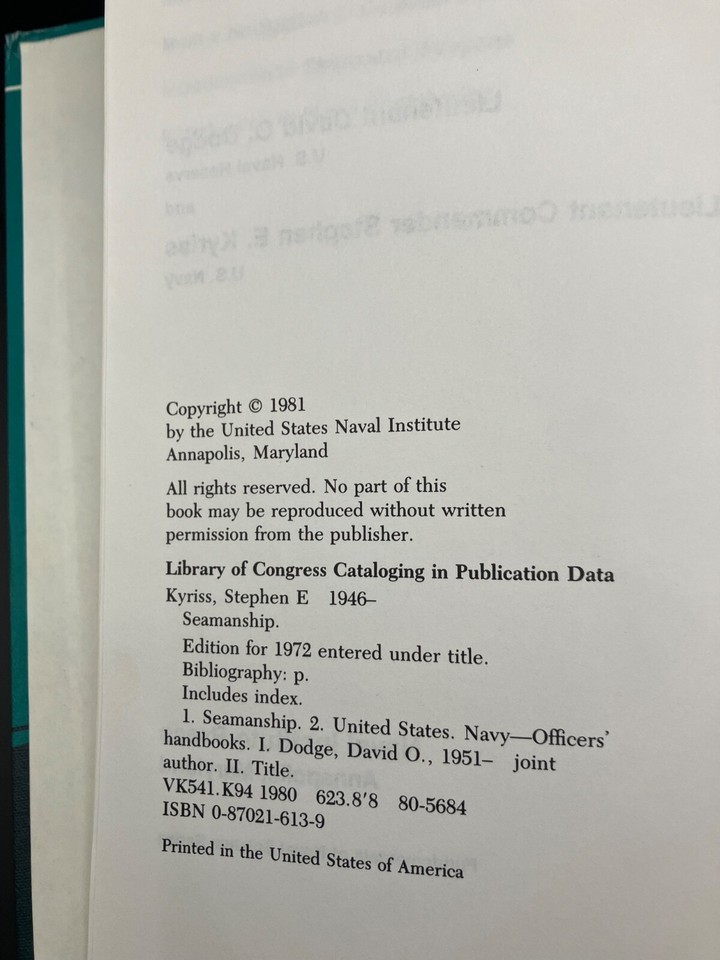 Copyright © 1981
by the United States Naval Institute
Annapolis, Maryland
All rights reserved. No part of this
book may be reproduced without written
permission from the publisher.
Library of Congress Cataloging in Publication Data
Kyriss, Stephen E 1946–
Seamanship.
Edition for 1972 entered under title.
Bibliography: p.
Includes index.
1. Seamanship. 2. United States. Navy—Officers'
handbooks. I. Dodge, David O., 1951– joint
author. II. Title.
VK541.K94 1980 623.8'8 80-5684
ISBN 0-87021-613-9
Printed in the United States of America